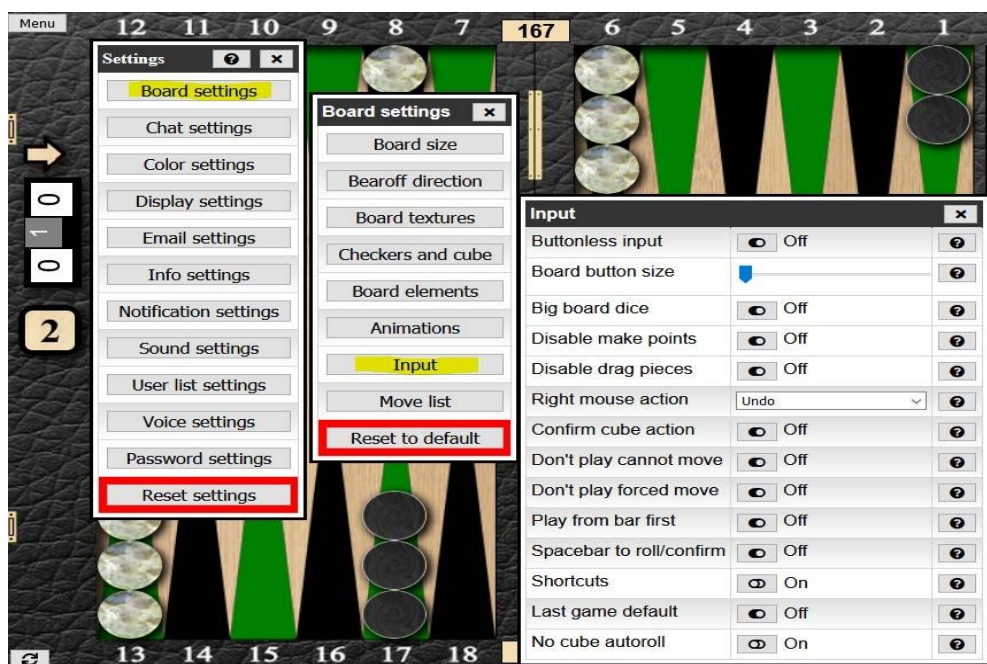 Menu
12 11 10 9 8 7 167 6 5 4 3 2 1
Settings
Board settings
Chat settings
Color settings
Display settings
Email settings
Info settings
Notification settings
Sound settings
User list settings
Voice settings
Password settings
Reset settings
Board settings
Board size
Bearoff direction
Board textures
Checkers and cube
Board elements
Animations
Input
Move list
Reset to default
0
1
0
2
Input
Buttonless input Off
Board button size
Big board dice Off
Disable make points Off
Disable drag pieces Off
Right mouse action Undo
Confirm cube action Off
Don't play cannot move Off
Don't play forced move Off
Play from bar first Off
Spacebar to roll/confirm Off
Shortcuts On
Last game default Off
No cube autoroll On
13 14 15 16 17 18